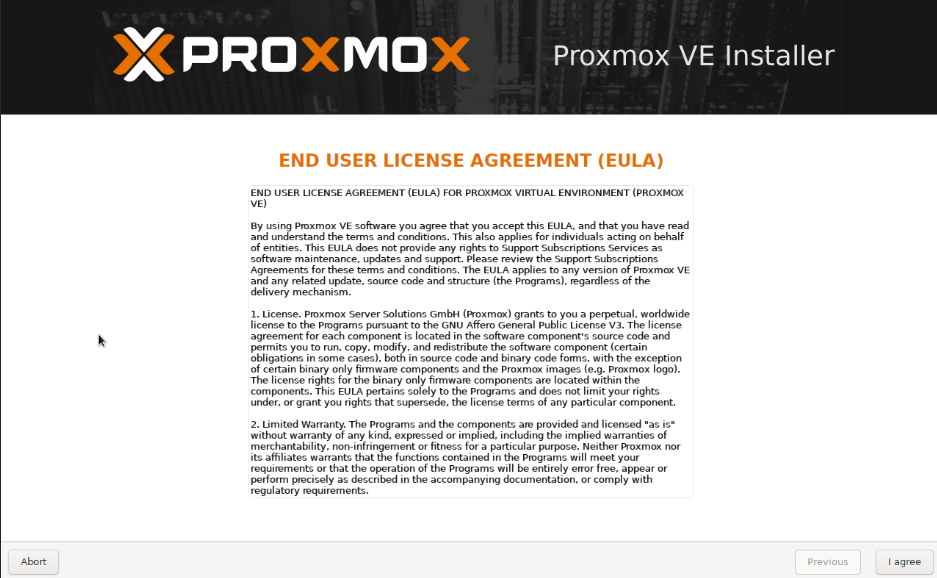 PROXMOX
Proxmox VE Installer
END USER LICENSE AGREEMENT (EULA)
END USER LICENSE AGREEMENT (EULA) FOR PROXMOX VIRTUAL ENVIRONMENT (PROXMOX
VE)
By using Proxmox VE software you agree that you accept this EULA, and that you have read
and understand the terms and conditions. This also applies for individuals acting on behalf
of entities. This EULA does not provide any rights to Support Subscriptions Services as
software maintenance, updates and support. Please review the Support Subscriptions
Agreements for these terms and conditions. The EULA applies to any version of Proxmox VE
and any related update, source code and structure (the Programs), regardless of the
delivery mechanism.
1. License. Proxmox Server Solutions GmbH (Proxmox) grants to you a perpetual, worldwide
license to the Programs pursuant to the GNU Affero General Public License V3. The license
agreement for each component is located in the software component's source code and
permits you to run, copy, modify, and redistribute the software component (certain
obligations in some cases), both in source code and binary code forms, with the exception
of certain binary only firmware components and the Proxmox images (e.g. Proxmox logo).
The license rights for the binary only firmware components are located within the
components. This EULA pertains solely to the Programs and does not limit your rights
under, or grant you rights that supersede, the license terms of any particular component.
2. Limited Warranty. The Programs and the components are provided and licensed "as is"
without warranty of any kind, expressed or implied, including the implied warranties of
merchantability, non-infringement or fitness for a particular purpose. Neither Proxmox nor
its affiliates warrants that the functions contained in the Programs will meet your
requirements or that the operation of the Programs will be entirely error free, appear or
perform precisely as described in the accompanying documentation, or comply with
regulatory requirements.
Abort
Previous
I agree